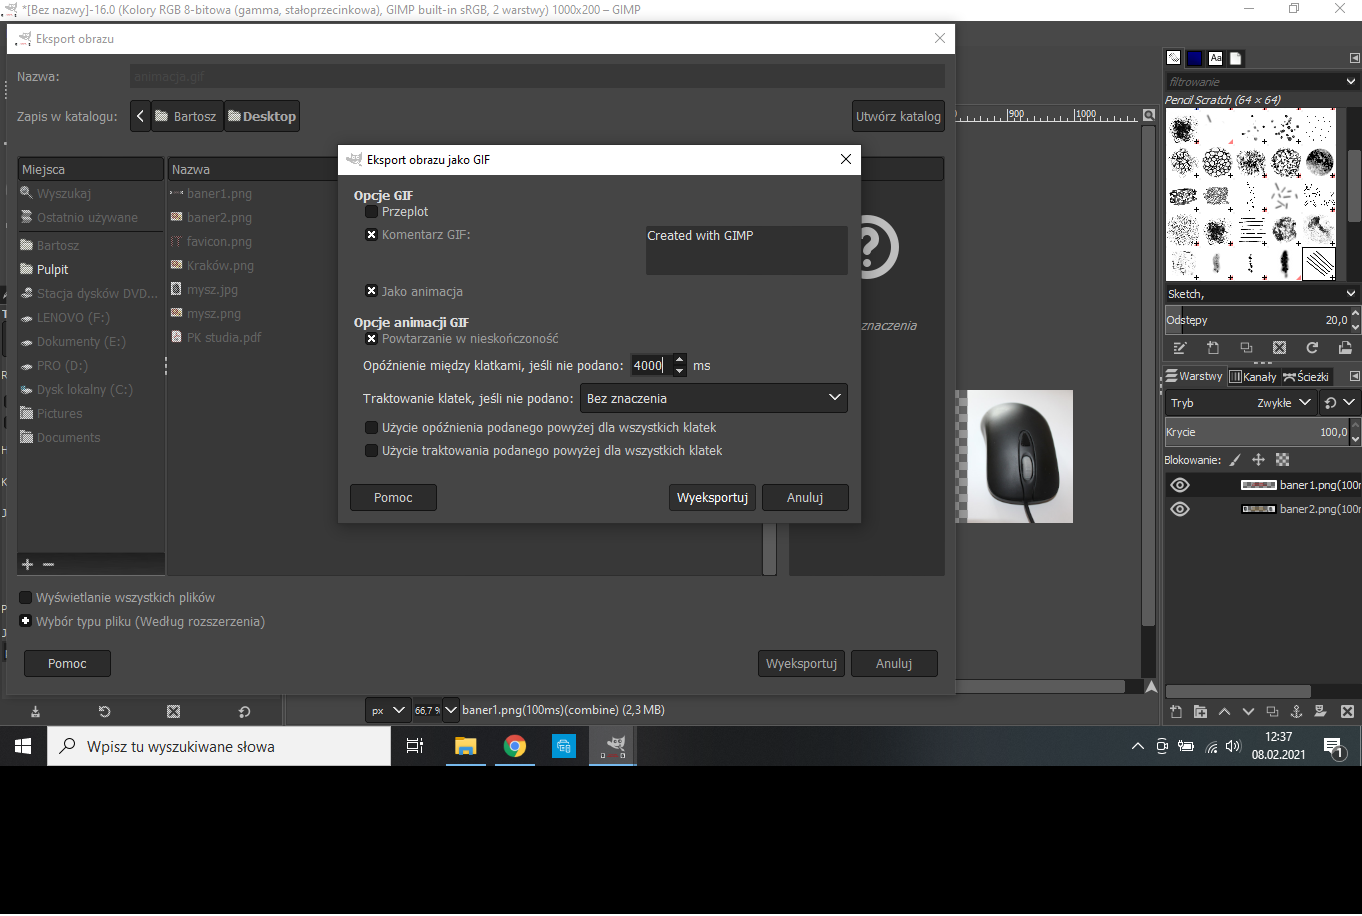 *[Bez nazwy]-16.0 (Kolory RGB 8-bitowa (gamma, stałoprzecinkowa), GIMP built-in sRGB, 2 warstwy) 1000x200 – GIMP
Eksport obrazu
Nazwa:
animacja.gif
Zapis w katalogu:
Bartosz
Desktop
Utwórz katalog
Miejsca
Wyszukaj
Ostatnio używane
Bartosz
Pulpit
Stacja dysków DVD...
LENOVO (F:)
Dokumenty (E:)
PRO (D:)
Dysk lokalny (C:)
Pictures
Documents
Nazwa
baner1.png
baner2.png
favicon.png
Kraków.png
mysz.jpg
mysz.png
PK studia.pdf
znaczenia
Wyświetlanie wszystkich plików
Wybór typu pliku (Według rozszerzenia)
Pomoc
Wyeksportuj
Anuluj
Eksport obrazu jako GIF
Opcje GIF
Przeplot
Komentarz GIF:
Created with GIMP
Jako animacja
Opcje animacji GIF
Powtarzanie w nieskończoność
Opóźnienie między klatkami, jeśli nie podano: 4000 ms
Traktowanie klatek, jeśli nie podano: Bez znaczenia
Użycie opóźnienia podanego powyżej dla wszystkich klatek
Użycie traktowania podanego powyżej dla wszystkich klatek
Pomoc
Wyeksportuj
Anuluj
900
1000
Aa
filtrowanie
Pencil Scratch (64 × 64)
Sketch,
Odstępy 20,0
Warstwy
Kanały
Ścieżki
Tryb Zwykłe
Krycie 100,0
Blokowanie:
baner1.png(100m
baner2.png(100m
px
66,7 %
baner1.png(100ms)(combine) (2,3 MB)
Wpisz tu wyszukiwane słowa
12:37
08.02.2021
1